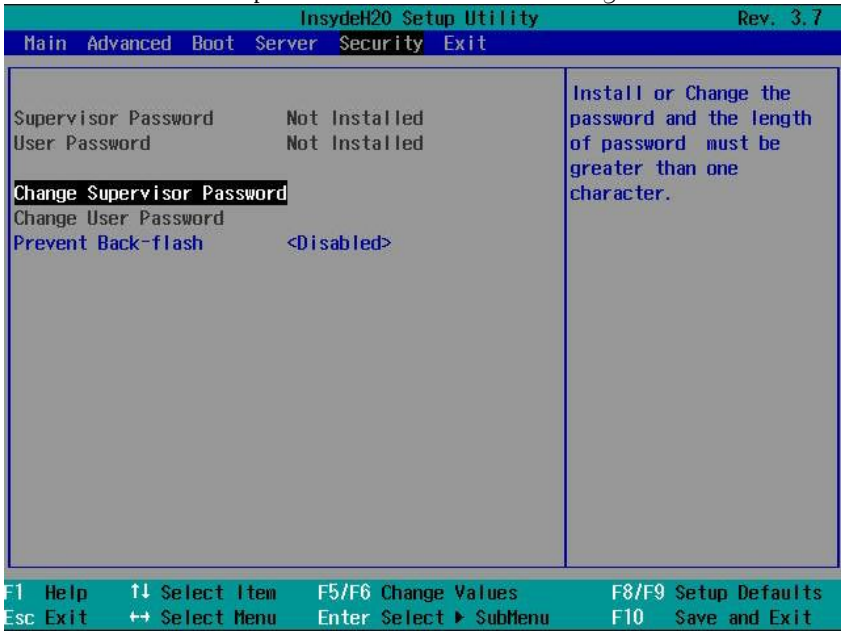 InsydeH20 Setup Utility Rev. 3.7
Main Advanced Boot Server Security Exit
Supervisor Password Not Installed
User Password Not Installed
Change Supervisor Password
Change User Password
Prevent Back-flash <Disabled>
Install or Change the
password and the length
of password must be
greater than one
character.
F1 Help ↑↓ Select Item F5/F6 Change Values F8/F9 Setup Defaults
Esc Exit ↔ Select Menu Enter Select ▶ SubMenu F10 Save and Exit